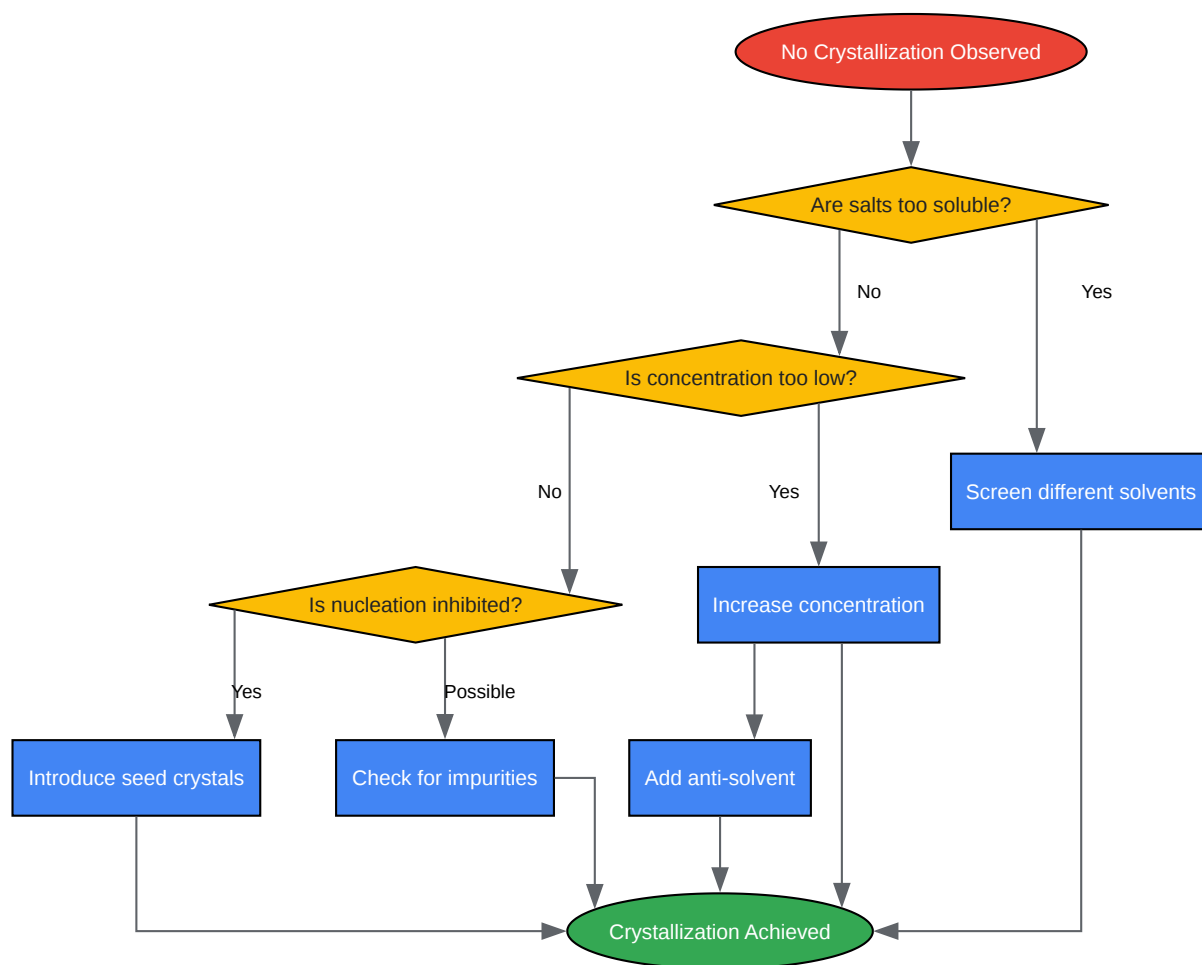 No Crystallization Observed
Are salts too soluble?
No
Yes
Is concentration too low?
No
Yes
Screen different solvents
Is nucleation inhibited?
Increase concentration
Yes
Possible
Introduce seed crystals
Check for impurities
Add anti-solvent
Crystallization Achieved